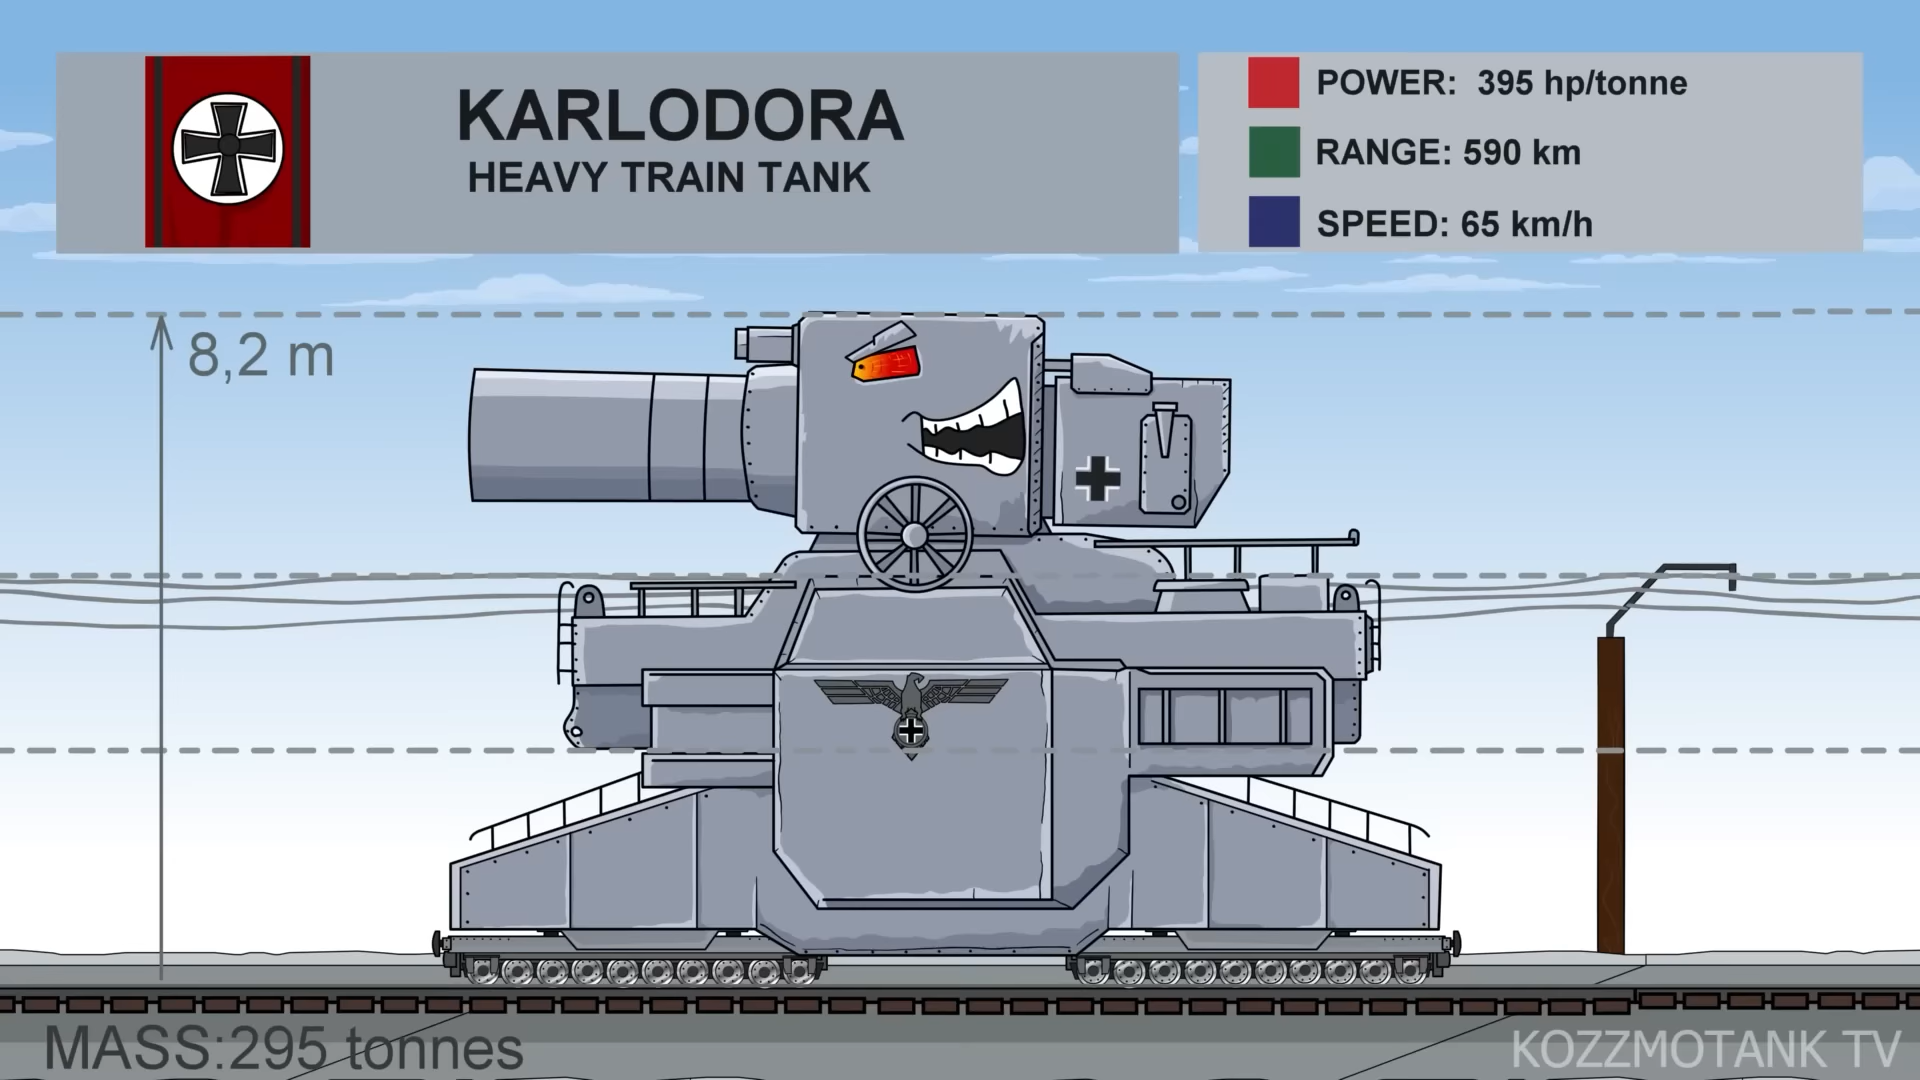 KARLODORA
HEAVY TRAIN TANK
POWER: 395 hp/tonne
RANGE: 590 km
SPEED: 65 km/h
8,2 m
MASS:295 tonnes
KOZZMOTANK TV